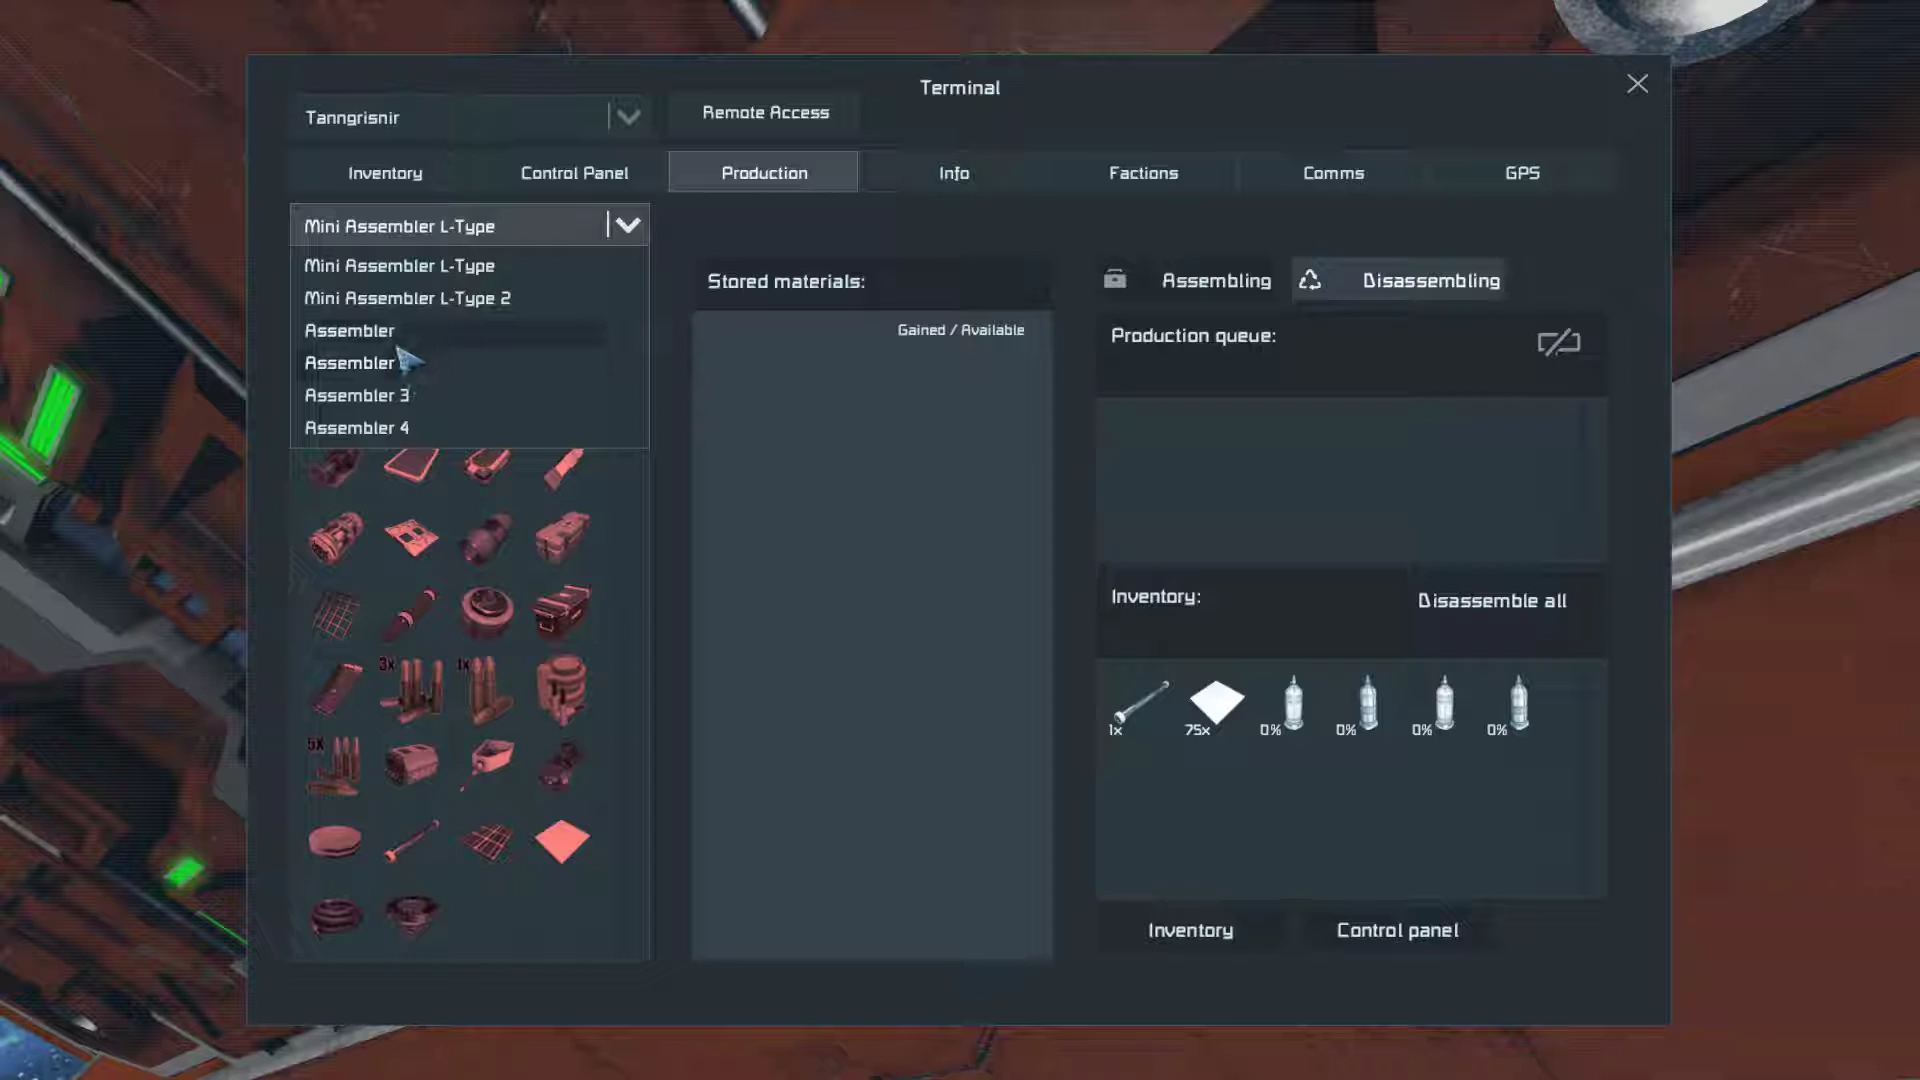 Terminal
Tanngrisnir
Remote Access
Inventory
Control Panel
Production
Info
Factions
Comms
GPS
Mini Assembler L-Type
Mini Assembler L-Type
Mini Assembler L-Type 2
Assembler
Assembler
Assembler 3
Assembler 4
3x
1x
5x
Stored materials:
Gained / Available
Assembling
Disassembling
Production queue:
Inventory:
Disassemble all
1x
75x
0%
0%
0%
0%
Inventory
Control panel